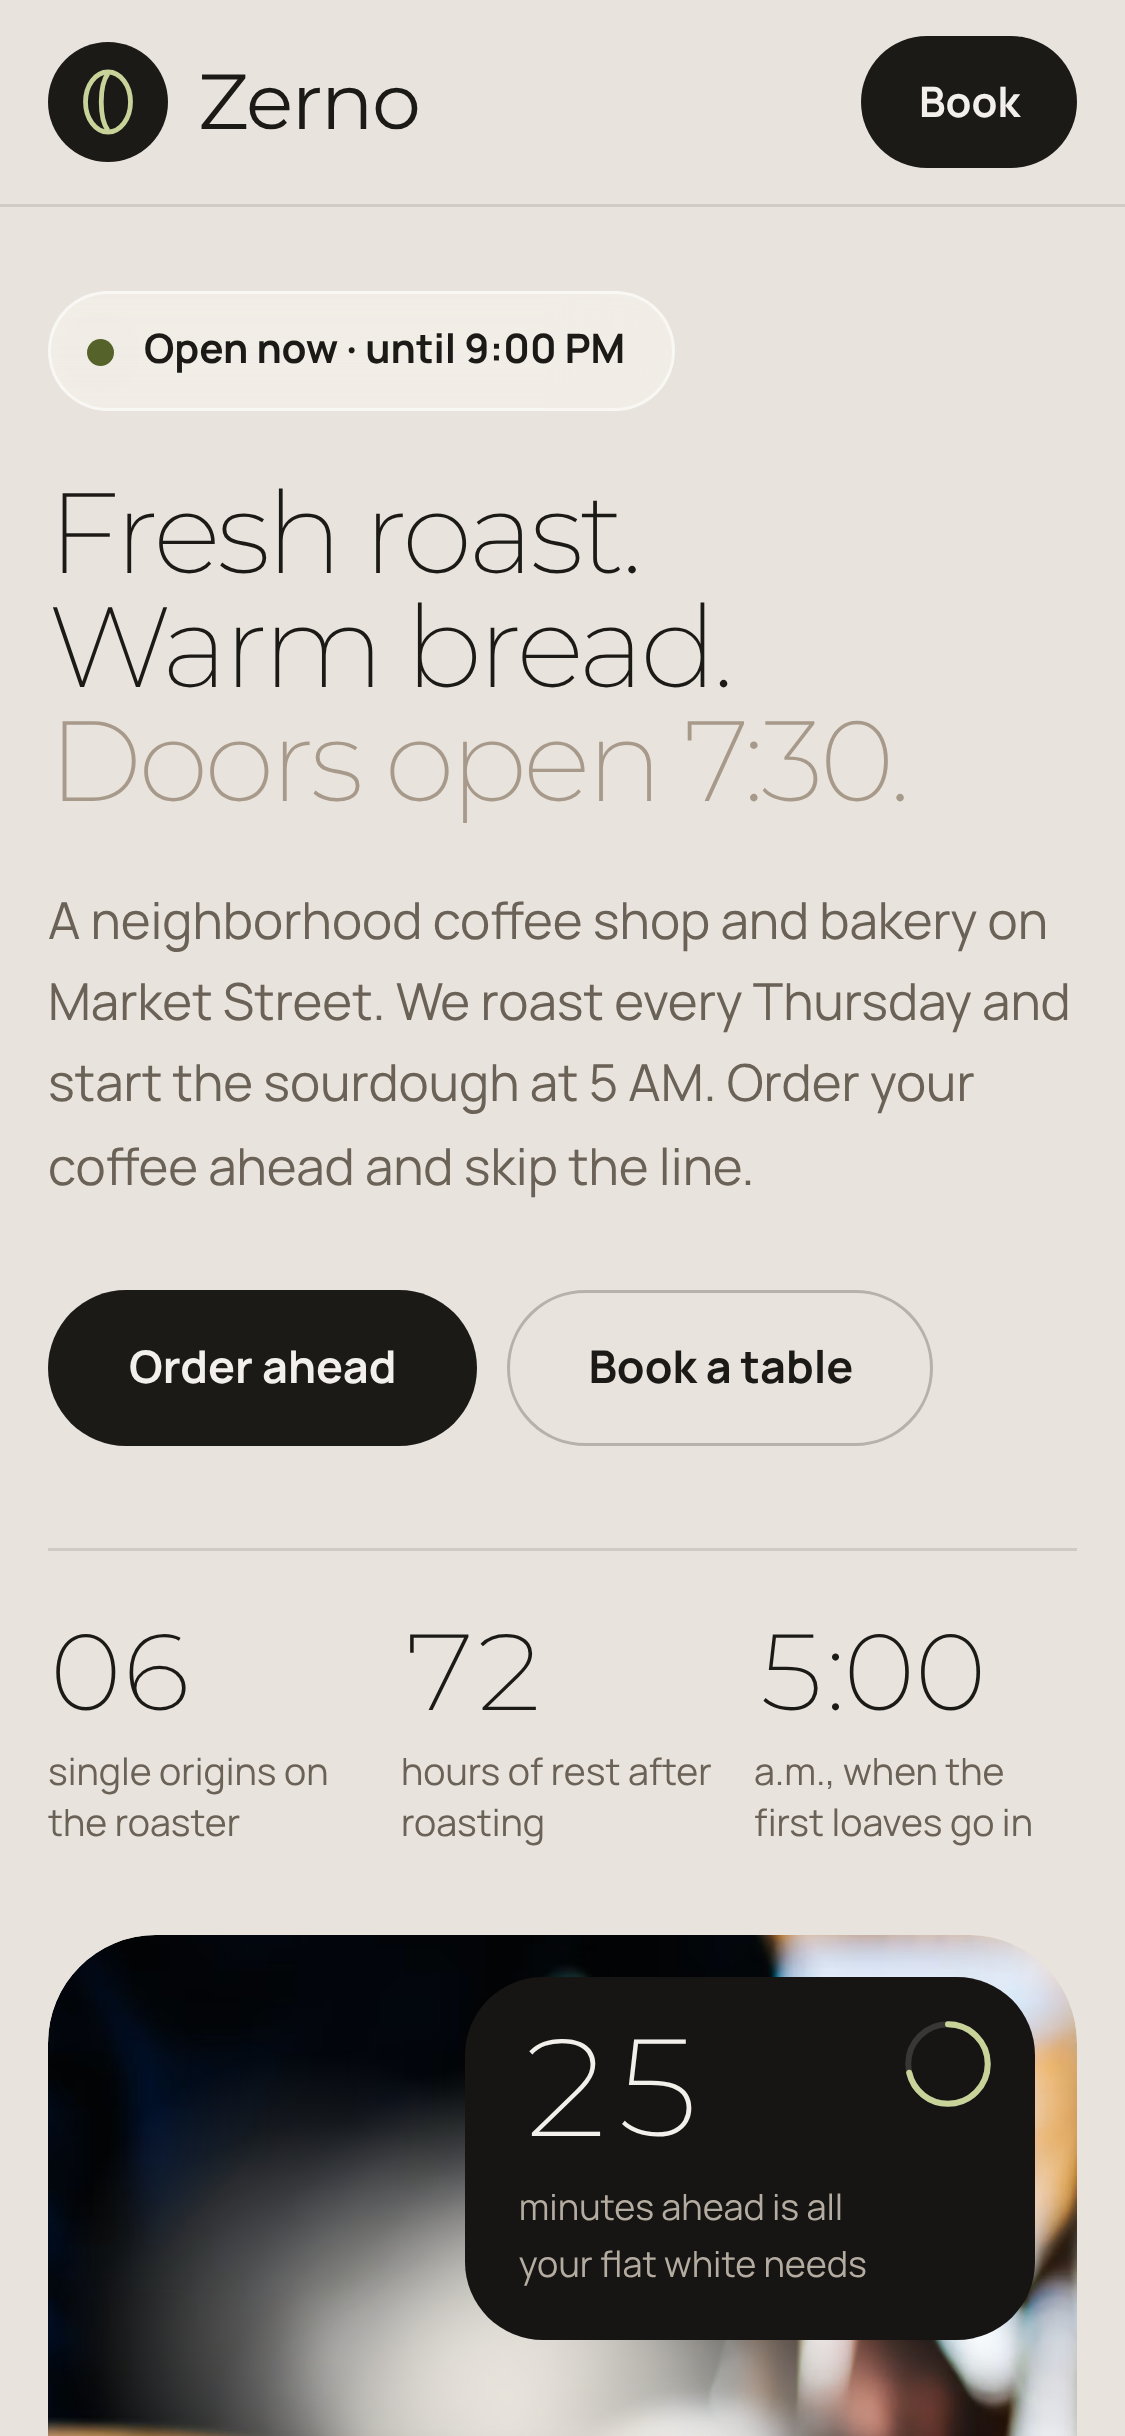 Zerno
Book
Open now · until 9:00 PM
Fresh roast.
Warm bread.
Doors open 7:30.
A neighborhood coffee shop and bakery on
Market Street. We roast every Thursday and
start the sourdough at 5 AM. Order your
coffee ahead and skip the line.
Order ahead
Book a table
06
single origins on
the roaster
72
hours of rest after
roasting
5:00
a.m., when the
first loaves go in
25
minutes ahead is all
your flat white needs